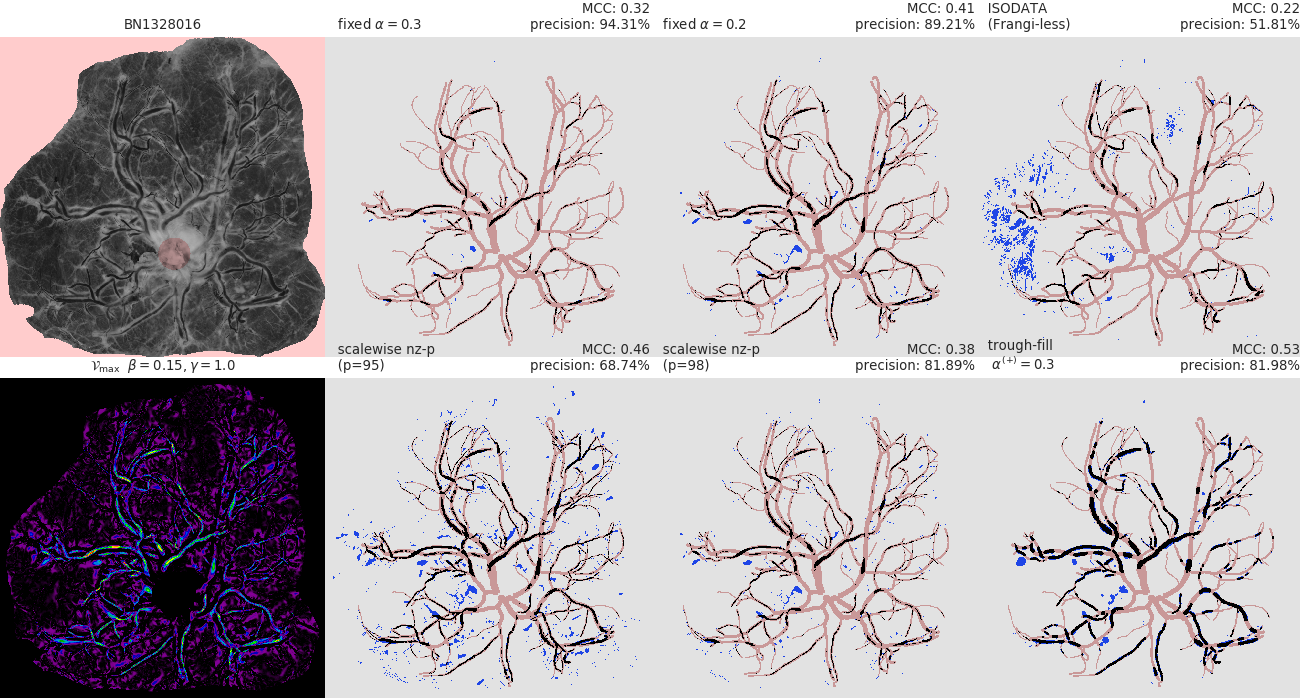 BN1328016
fixed α = 0.3
MCC: 0.32
precision: 94.31%
fixed α = 0.2
MCC: 0.41
precision: 89.21%
ISODATA
(Frangi-less)
MCC: 0.22
precision: 51.81%
𝒱max β = 0.15, γ = 1.0
scalewise nz-p
(p=95)
MCC: 0.46
precision: 68.74%
scalewise nz-p
(p=98)
MCC: 0.38
precision: 81.89%
trough-fill
α(+) = 0.3
MCC: 0.53
precision: 81.98%